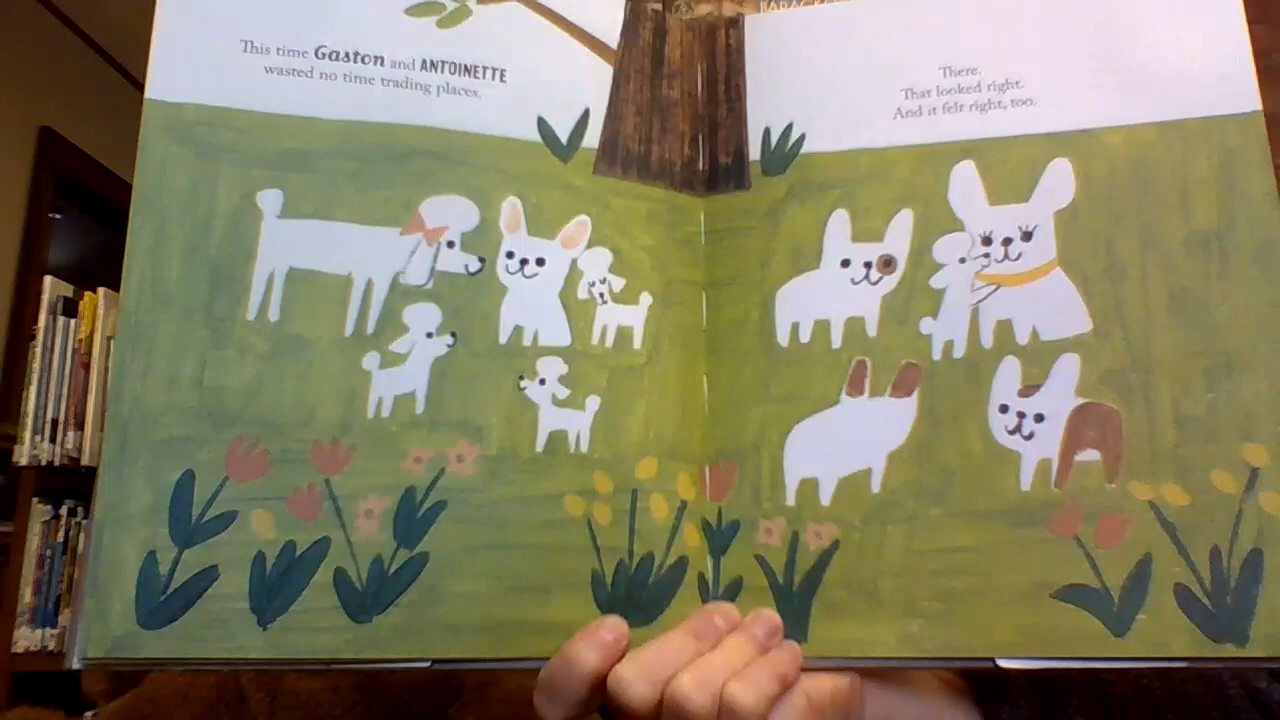 This time Gaston and ANTOINETTE
wasted no time trading places.
There.
That looked right.
And it felt right, too.